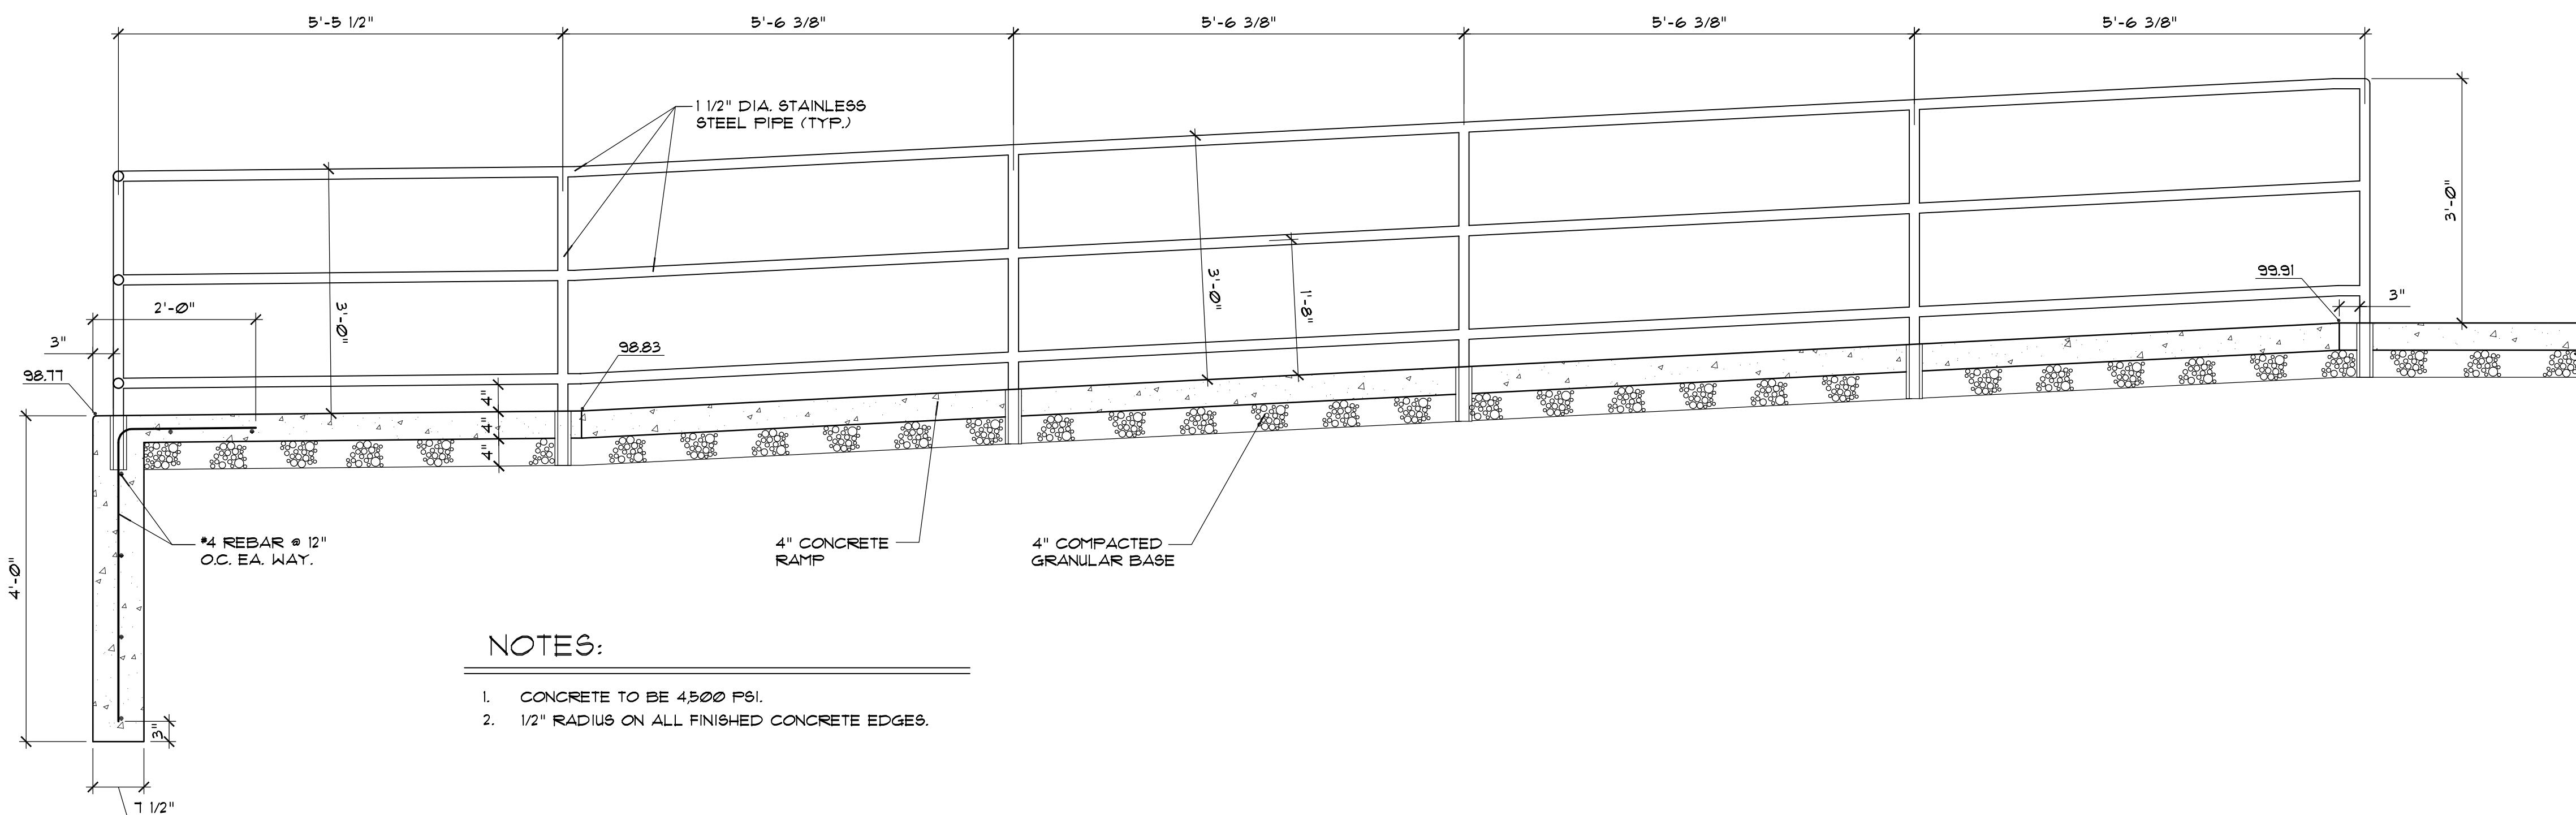 5'-5 1/2"
5'-6 3/8"
5'-6 3/8"
5'-6 3/8"
5'-6 3/8"
1 1/2" DIA. STAINLESS
STEEL PIPE (TYP.)
3'-0"
3'-0"
3'-0"
1'-8"
99.91
3"
2'-0"
3"
98.83
98.77
4"
4"
4"
#4 REBAR @ 12"
O.C. EA. WAY.
4" CONCRETE
RAMP
4" COMPACTED
GRANULAR BASE
4'-0"
NOTES:
1. CONCRETE TO BE 4,500 PSI.
2. 1/2" RADIUS ON ALL FINISHED CONCRETE EDGES.
3"
7 1/2"